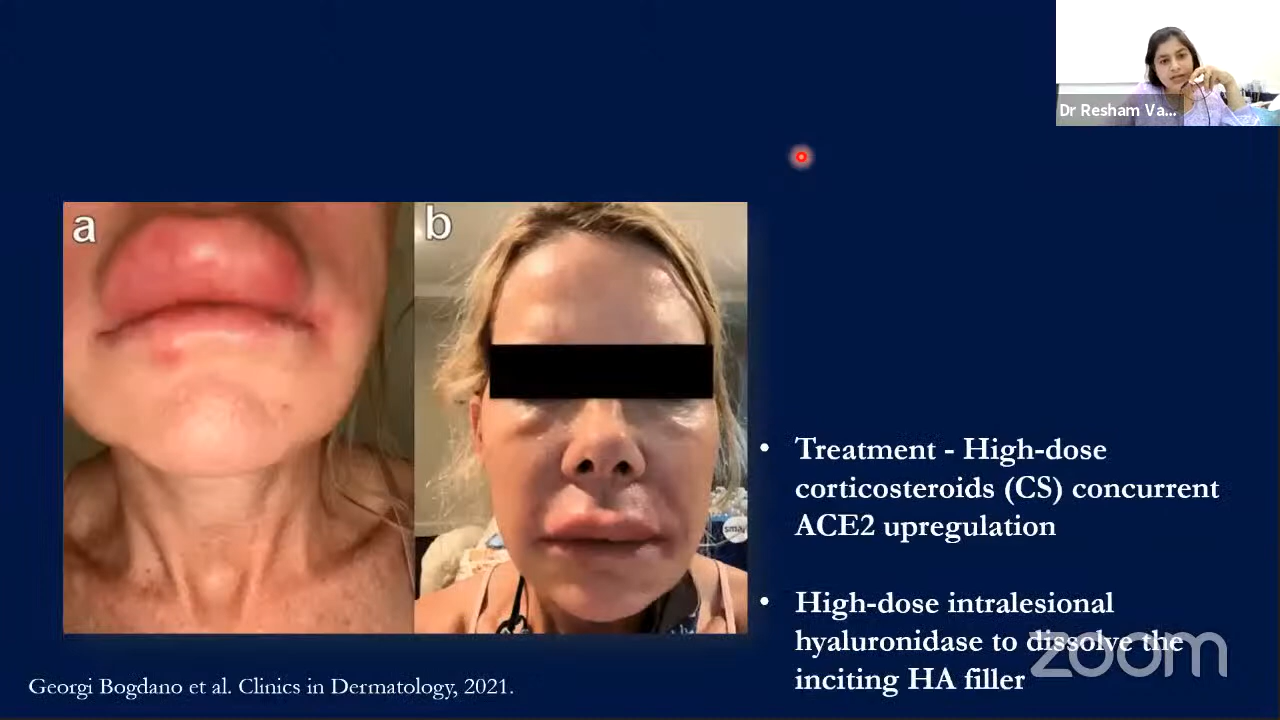 Dr Resham Va...
a
b
• Treatment - High-dose
corticosteroids (CS) concurrent
ACE2 upregulation
• High-dose intralesional
hyaluronidase to dissolve the
inciting HA filler
zoom
Georgi Bogdano et al. Clinics in Dermatology, 2021.